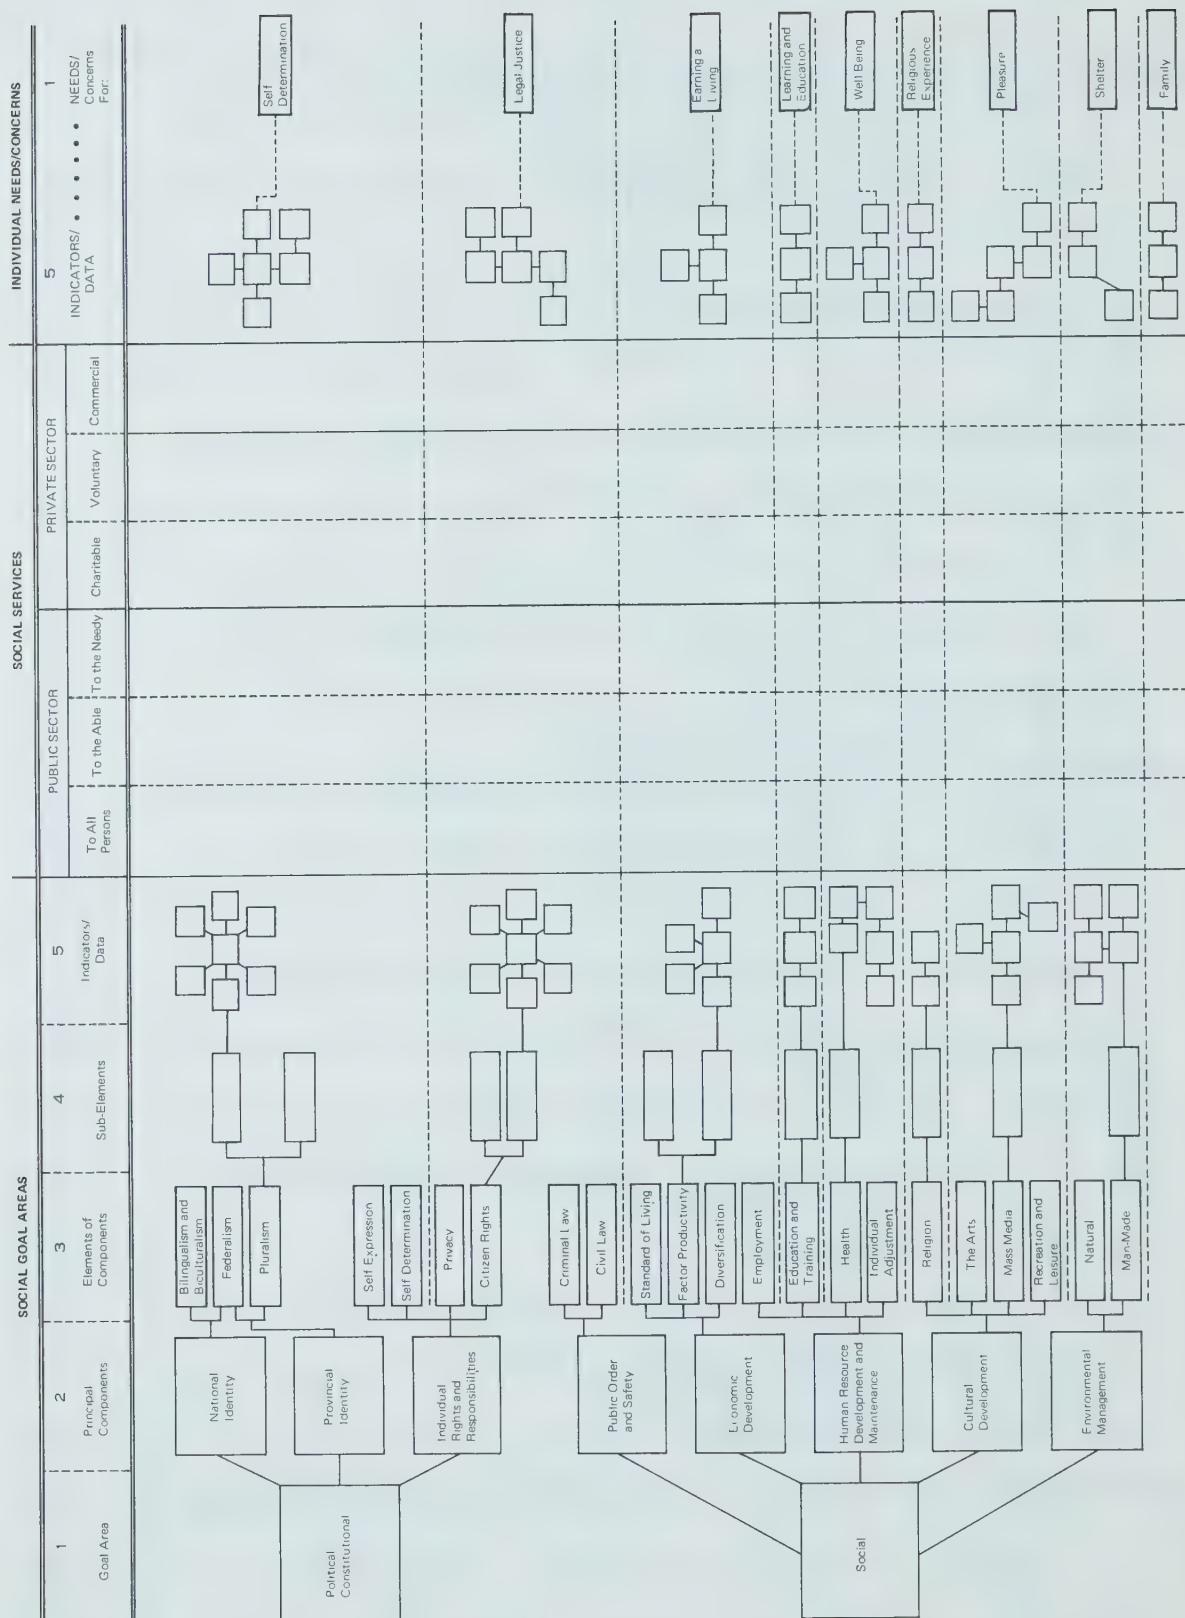 SOCIAL GOAL AREAS
SOCIAL SERVICES
INDIVIDUAL NEEDS/CONCERNS
PUBLIC SECTOR
PRIVATE SECTOR
1
Goal Area
2
Principal
Components
3
Elements of
Components
4
Sub-Elements
5
Indicators/
Data
To All
Persons
To the Able
To the Needy
Charitable
Voluntary
Commercial
5
INDICATORS/
DATA
1
NEEDS/
Concerns
For:
Political
Constitutional
Social
National
Identity
Provincial
Identity
Individual
Rights and
Responsibilities
Public Order
and Safety
Economic
Development
Human Resource
Development and
Maintenance
Cultural
Development
Environmental
Management
Bilingualism and
Biculturalism
Federalism
Pluralism
Self Expression
Self Determination
Privacy
Citizen Rights
Criminal Law
Civil Law
Standard of Living
Factor Productivity
Diversification
Employment
Education and
Training
Health
Individual
Adjustment
Religion
The Arts
Mass Media
Recreation and
Leisure
Natural
Man-Made
Self
Determination
Legal Justice
Earning a
Living
Learning and
Education
Well Being
Religious
Experience
Pleasure
Shelter
Family